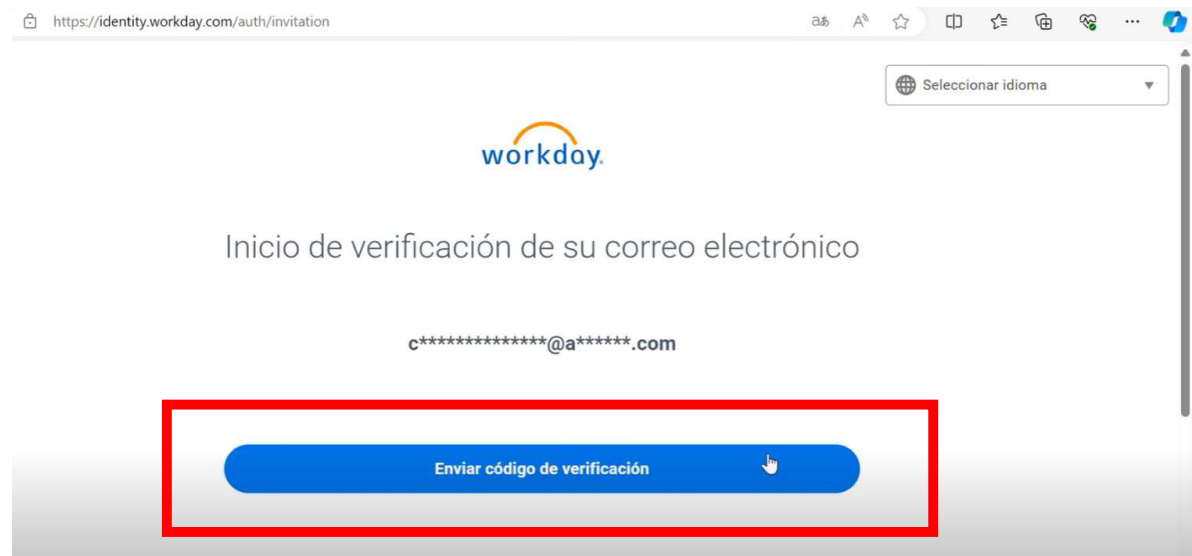 https://identity.workday.com/auth/invitation
Seleccionar idioma
workday.
Inicio de verificación de su correo electrónico
c**************@a******.com
Enviar código de verificación